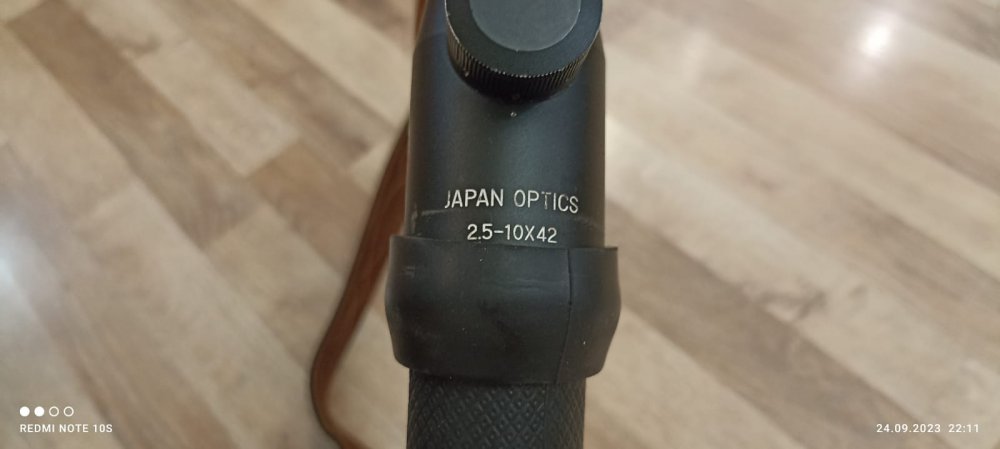 JAPAN OPTICS
2.5-10X42
REDMI NOTE 10S
24.09.2023 22:11